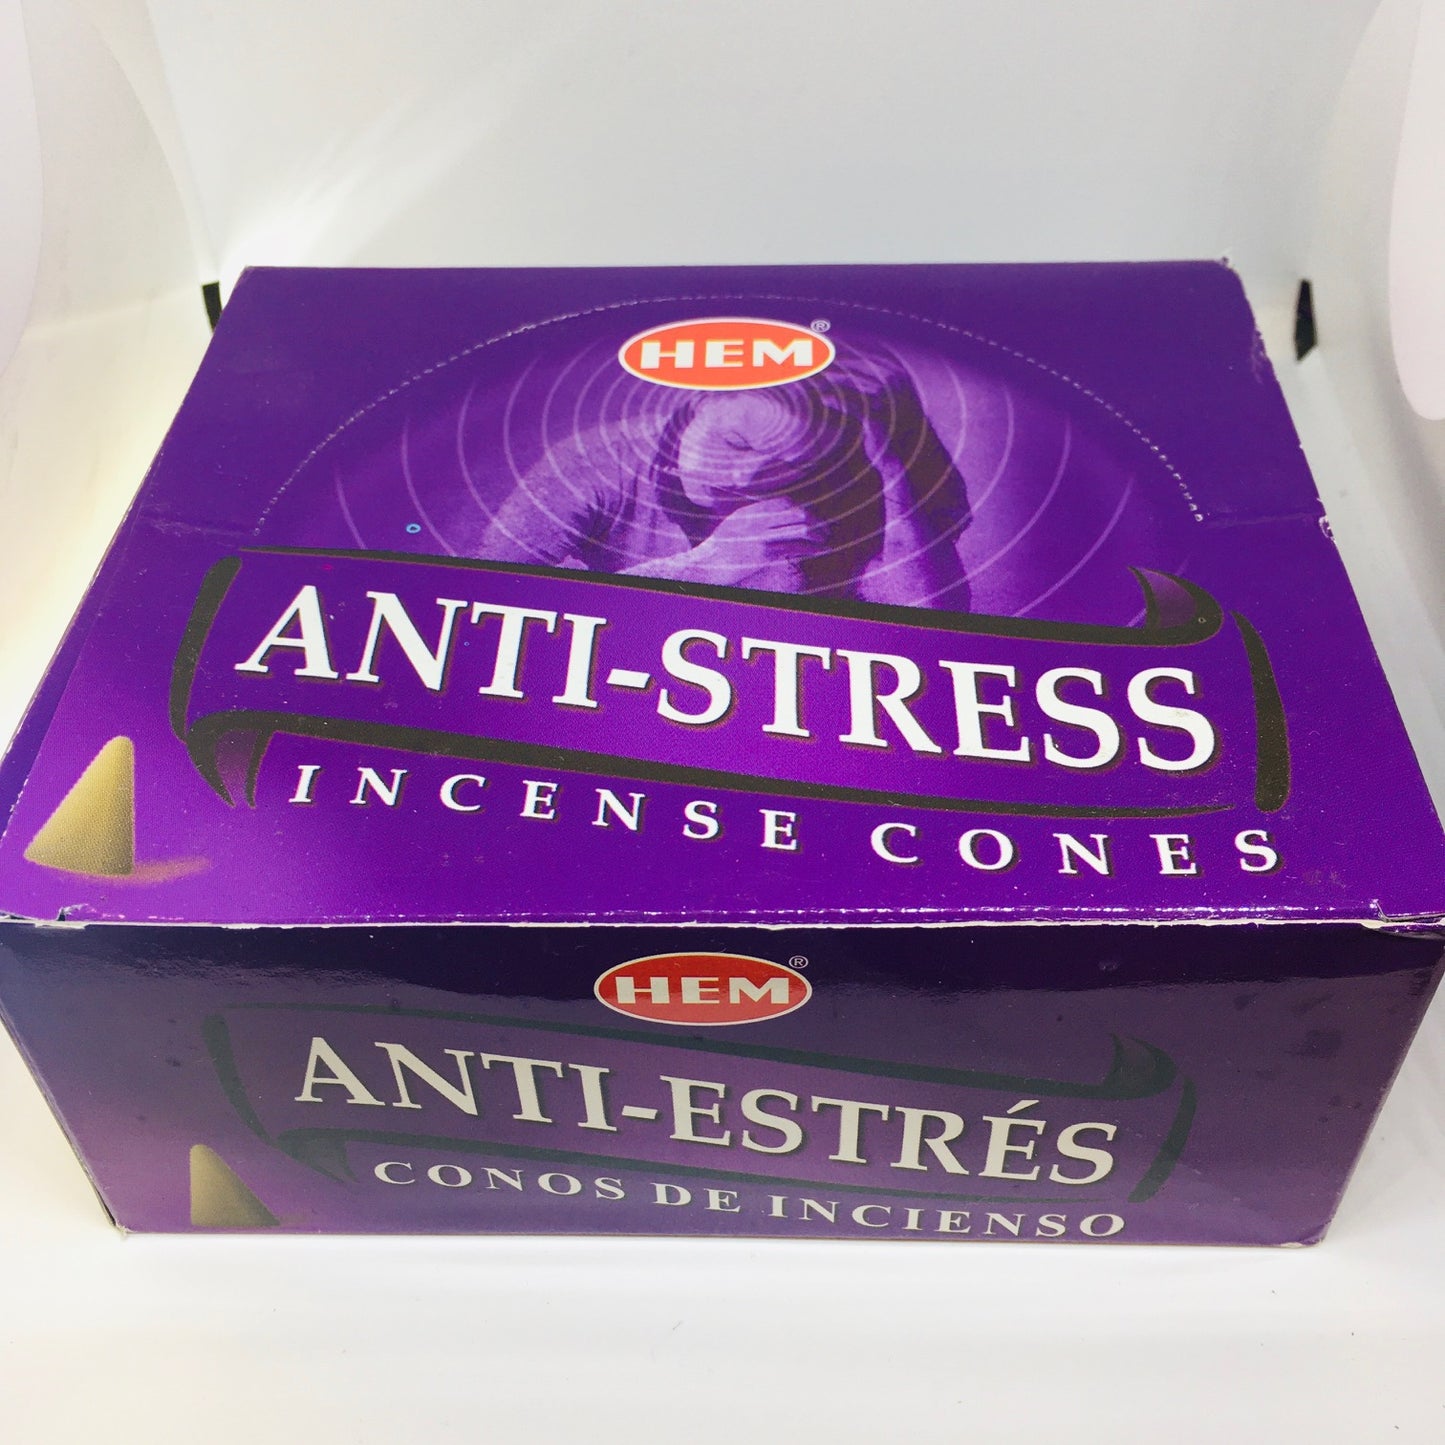 HEM®
ANTI-STRESS
INCENSE CONES
HEM®
ANTI-ESTRÉS
CONOS DE INCIENSO